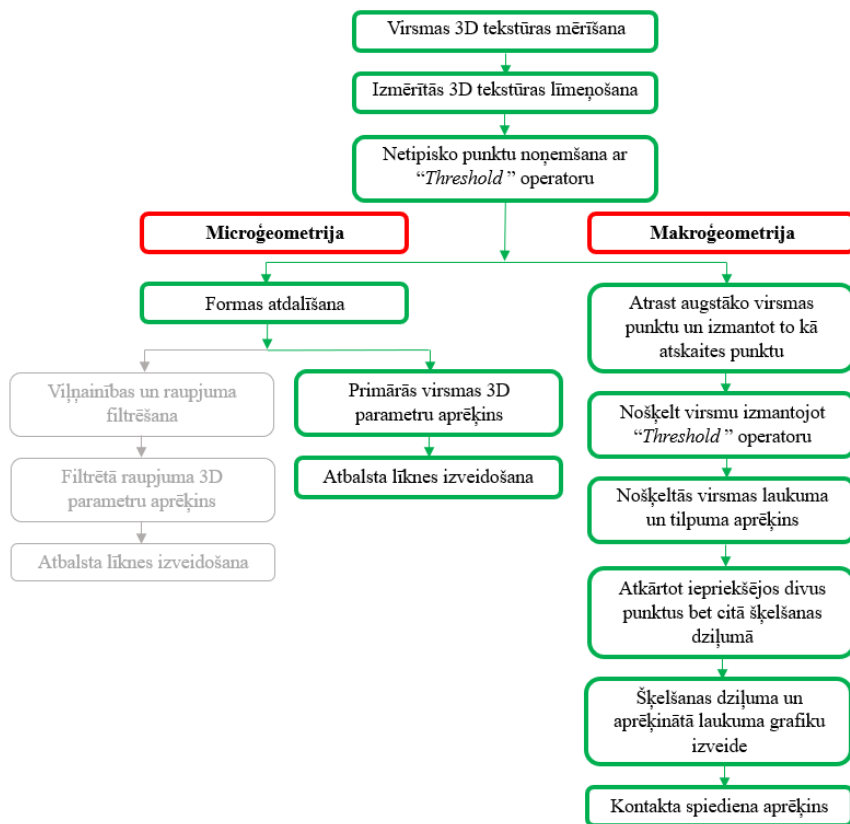 Virsmas 3D tekstūras mērīšana
Izmērītās 3D tekstūras līmeņošana
Netipisko punktu noņemšana ar
“Threshold” operatoru
Microģeometrija
Makroģeometrija
Formas atdalīšana
Viļņainības un raupjuma
filtrēšana
Filtrētā raupjuma 3D
parametru aprēķins
Atbalsta līknes izveidošana
Primārās virsmas 3D
parametru aprēķins
Atbalsta līknes izveidošana
Atrast augstāko virsmas
punktu un izmantot to kā
atskaites punktu
Nošķelt virsmu izmantojot
“Threshold” operatoru
Nošķeltās virsmas laukuma
un tilpuma aprēķins
Atkārtot iepriekšējos divus
punktus bet citā šķelšanas
dziļumā
Šķelšanas dziļuma un
aprēķinātā laukuma grafiku
izveide
Kontakta spiediena aprēķins